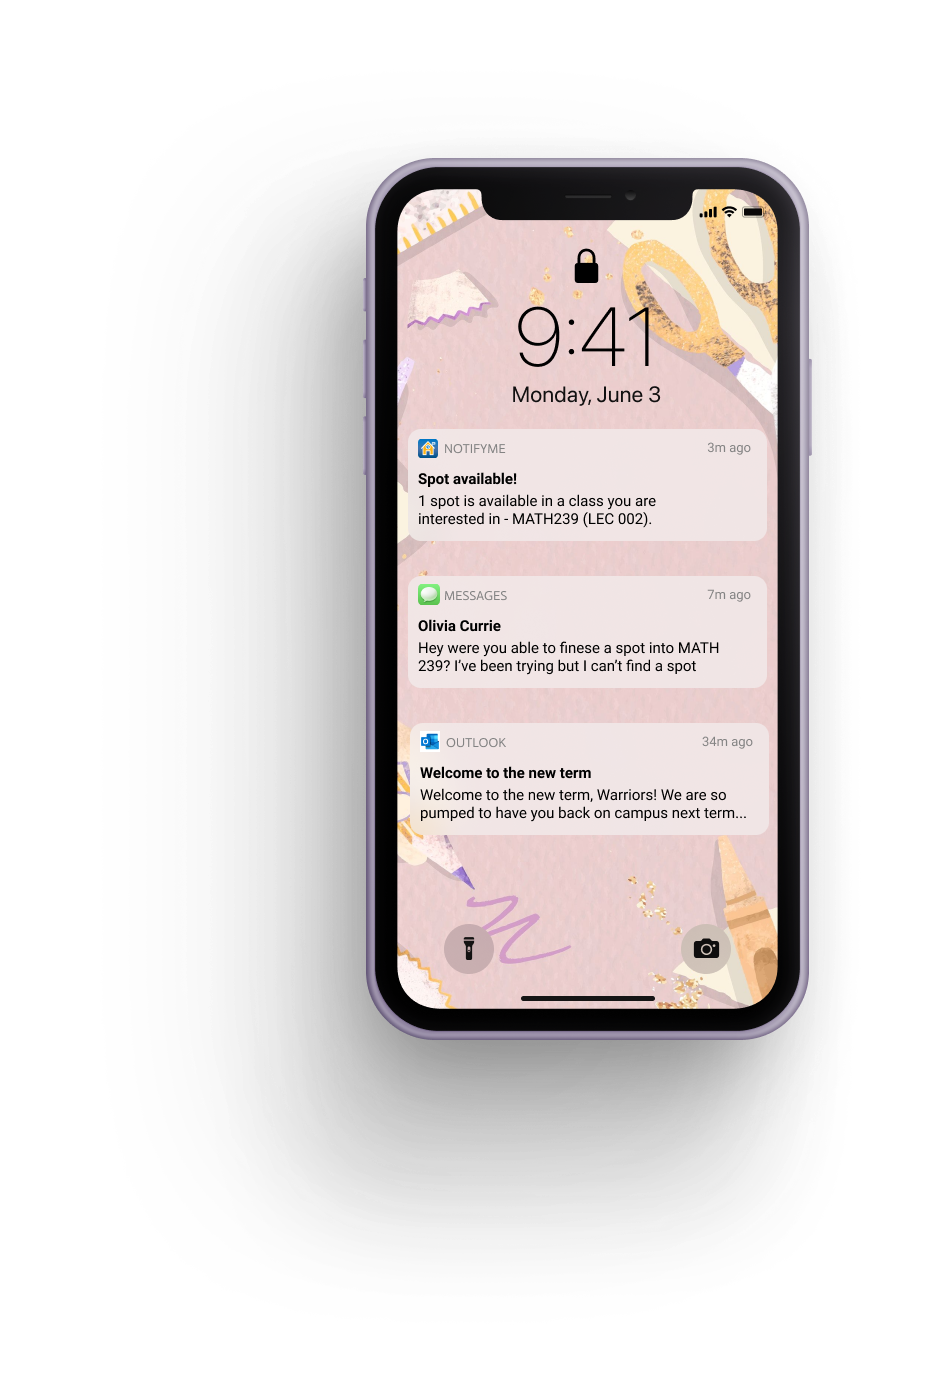 9:41
Monday, June 3
NOTIFYME 3m ago
Spot available!
1 spot is available in a class you are
interested in - MATH239 (LEC 002).
MESSAGES 7m ago
Olivia Currie
Hey were you able to finese a spot into MATH
239? I’ve been trying but I can’t find a spot
OUTLOOK 34m ago
Welcome to the new term
Welcome to the new term, Warriors! We are so
pumped to have you back on campus next term...